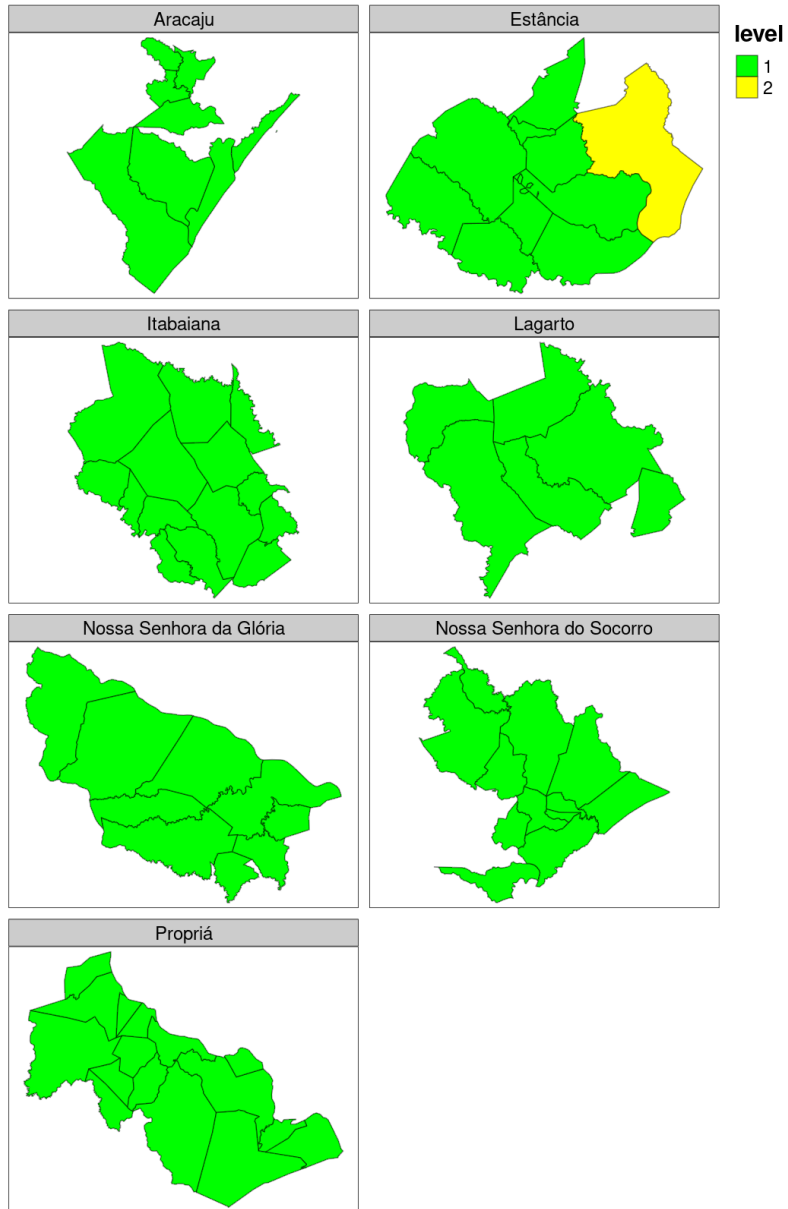 Aracaju
Estância
level
1
2
Itabaiana
Lagarto
Nossa Senhora da Glória
Nossa Senhora do Socorro
Propriá